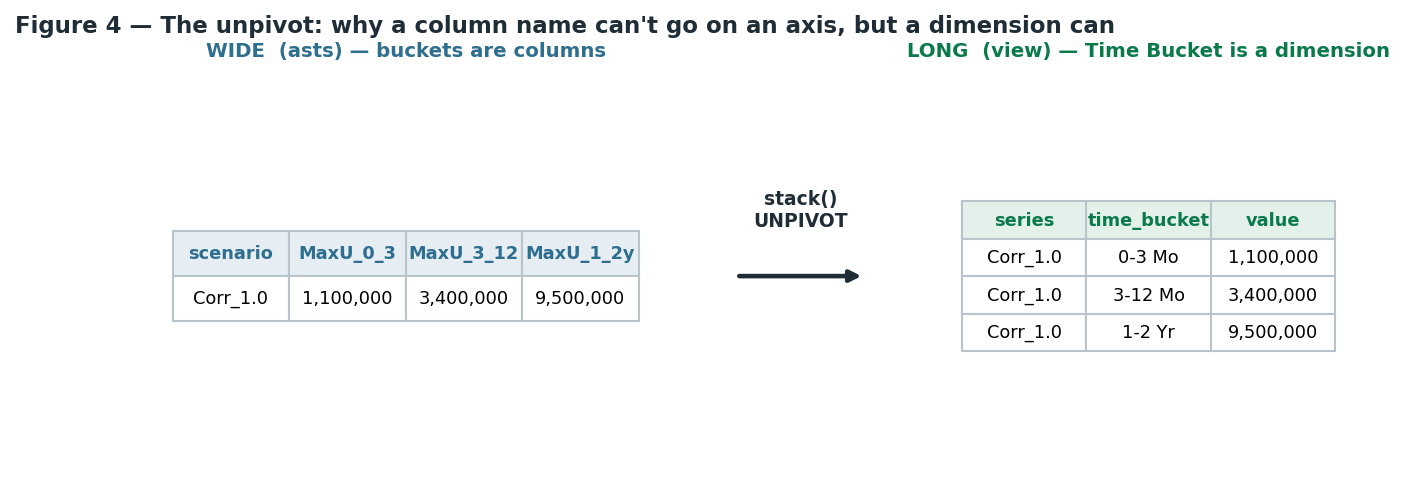 Figure 4 — The unpivot: why a column name can't go on an axis, but a dimension can
WIDE  (asts) — buckets are columns
scenario MaxU_0_3 MaxU_3_12 MaxU_1_2y
Corr_1.0 1,100,000 3,400,000 9,500,000
stack()
UNPIVOT
LONG  (view) — Time Bucket is a dimension
series time_bucket value
Corr_1.0 0-3 Mo 1,100,000
Corr_1.0 3-12 Mo 3,400,000
Corr_1.0 1-2 Yr 9,500,000